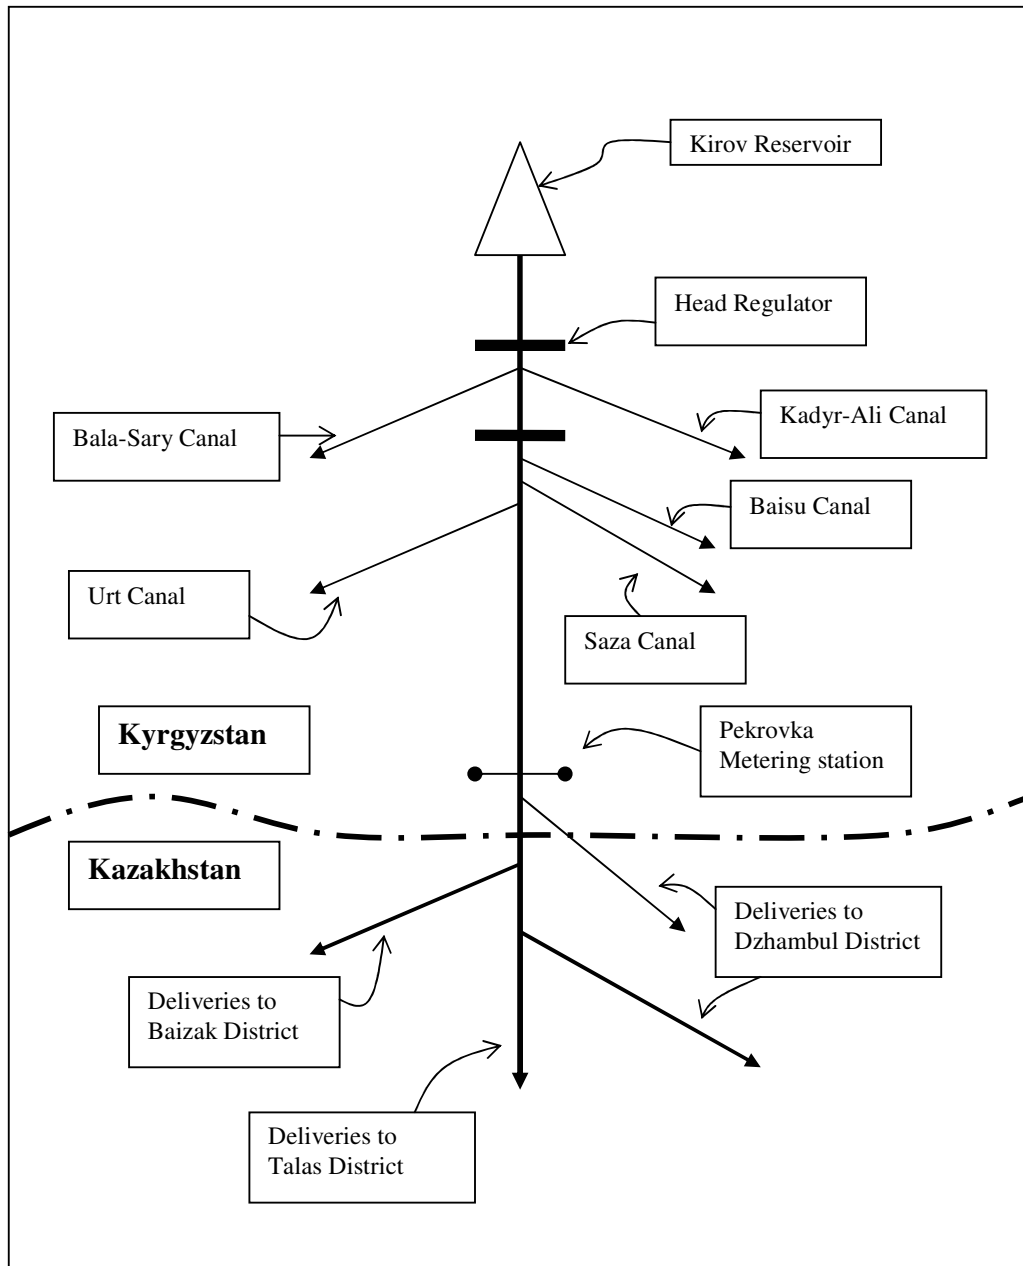 Kirov Reservoir
Head Regulator
Kadyr-Ali Canal
Bala-Sary Canal
Baisu Canal
Urt Canal
Saza Canal
Kyrgyzstan
Pekrovka
Metering station
Kazakhstan
Deliveries to
Dzhambul District
Deliveries to
Baizak District
Deliveries to
Talas District